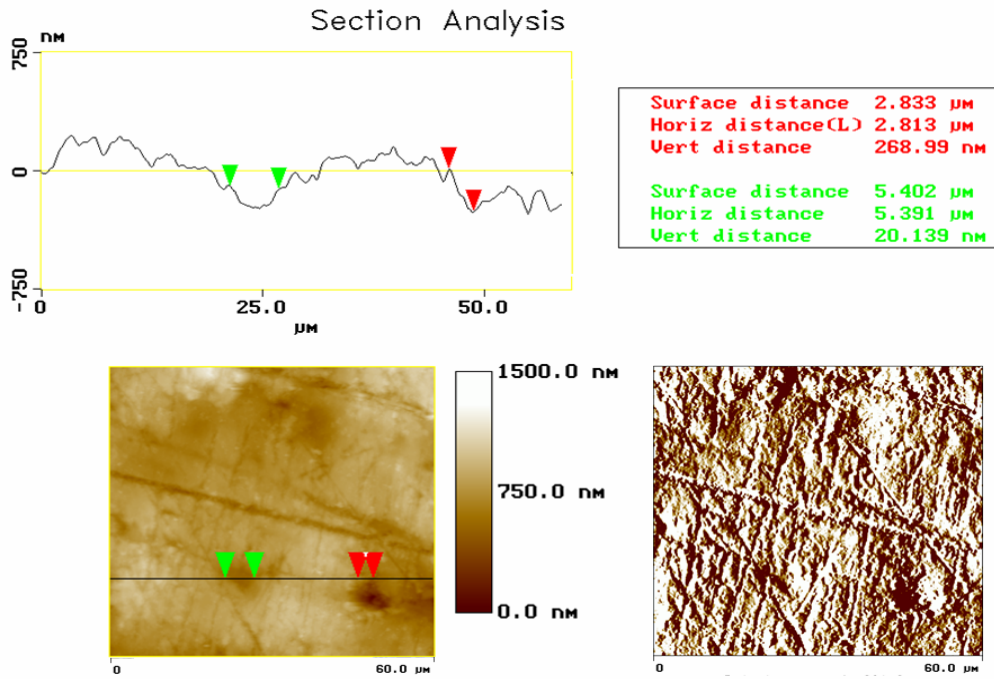 Section Analysis
nM
750
0
-750
0
25.0
50.0
µM
Surface distance 2.833 µM
Horiz distance(L) 2.813 µM
Vert distance 268.99 nM
Surface distance 5.402 µM
Horiz distance 5.391 µM
Vert distance 20.139 nM
1500.0 nM
750.0 nM
0.0 nM
0 60.0 µM
0 60.0 µM